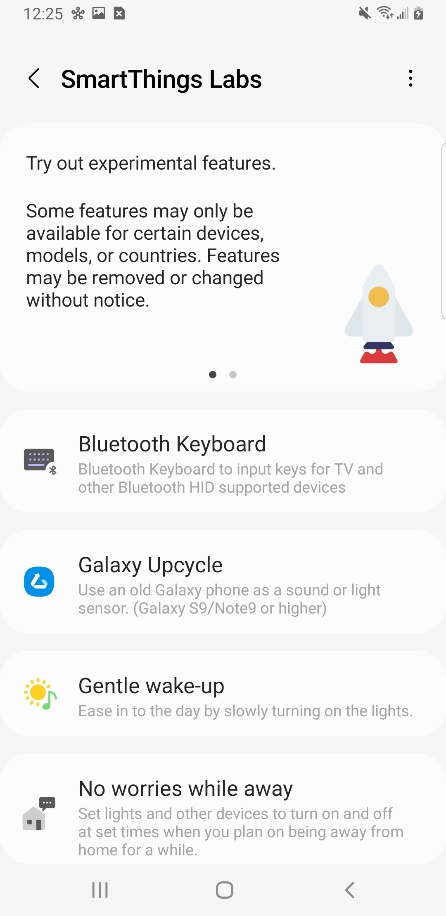 12:25
SmartThings Labs
Try out experimental features.
Some features may only be
available for certain devices,
models, or countries. Features
may be removed or changed
without notice.
Bluetooth Keyboard
Bluetooth Keyboard to input keys for TV and
other Bluetooth HID supported devices
Galaxy Upcycle
Use an old Galaxy phone as a sound or light
sensor. (Galaxy S9/Note9 or higher)
Gentle wake-up
Ease in to the day by slowly turning on the lights.
No worries while away
Set lights and other devices to turn on and off
at set times when you plan on being away from
home for a while.